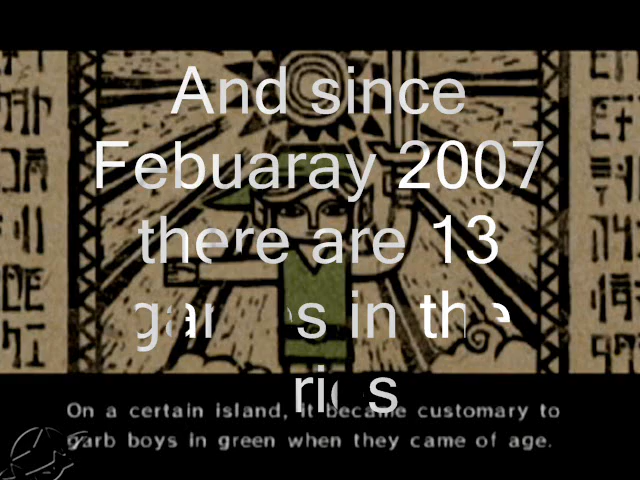 And since
Febuaray 2007
there are 13
games in the
On a certain island, it became customary to
garb boys in green when they came of age.